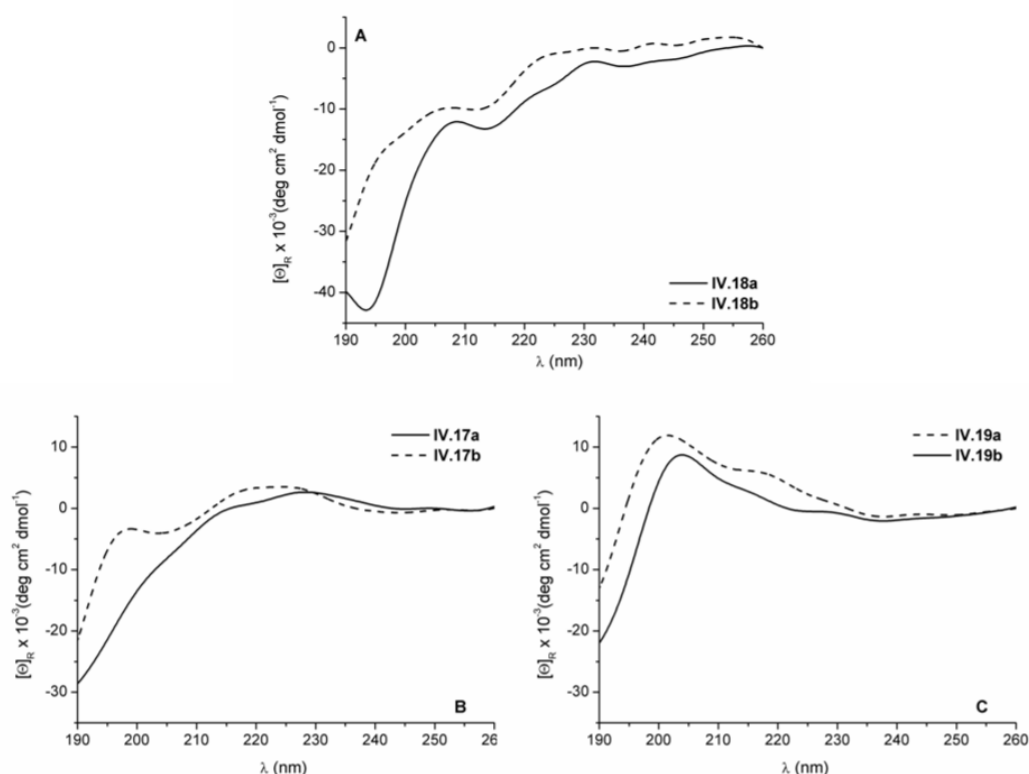 A
0
-10
-20
-30
-40
[Θ]R x 10-3(deg cm2 dmol-1)
IV.18a
IV.18b
190 200 210 220 230 240 250 260
λ (nm)
10
0
-10
-20
-30
[Θ]R x 10-3(deg cm2 dmol-1)
IV.17a
IV.17b
B
190 200 210 220 230 240 250 26
λ (nm)
10
0
-10
-20
-30
[Θ]R x 10-3(deg cm2 dmol-1)
IV.19a
IV.19b
C
190 200 210 220 230 240 250 260
λ (nm)